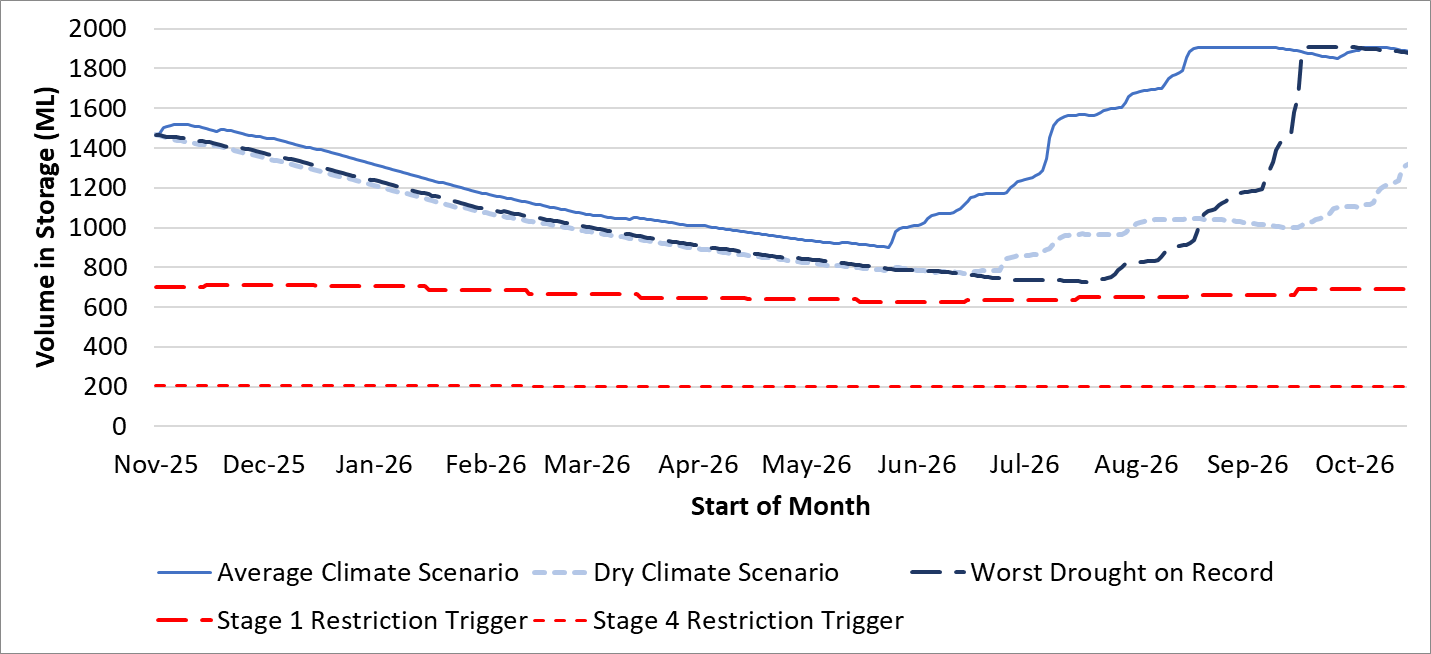 2000
1800
1600
1400
1200
1000
800
600
400
200
0
Volume in Storage (ML)
Nov-25 Dec-25 Jan-26 Feb-26 Mar-26 Apr-26 May-26 Jun-26 Jul-26 Aug-26 Sep-26 Oct-26
Start of Month
Average Climate Scenario Dry Climate Scenario Worst Drought on Record
Stage 1 Restriction Trigger Stage 4 Restriction Trigger